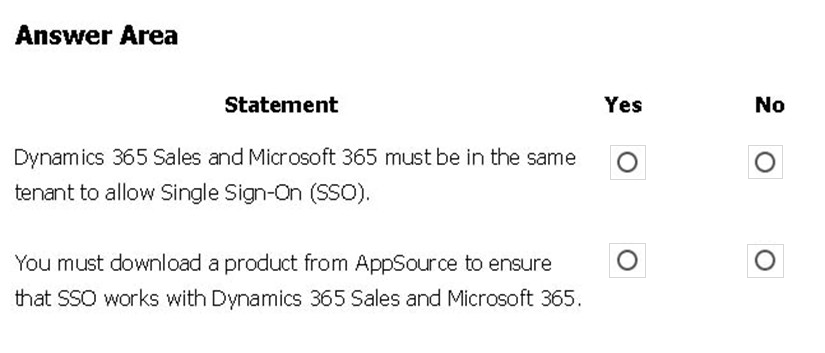 Answer Area
Statement Yes No
Dynamics 365 Sales and Microsoft 365 must be in the same
tenant to allow Single Sign-On (SSO).
You must download a product from AppSource to ensure
that SSO works with Dynamics 365 Sales and Microsoft 365.